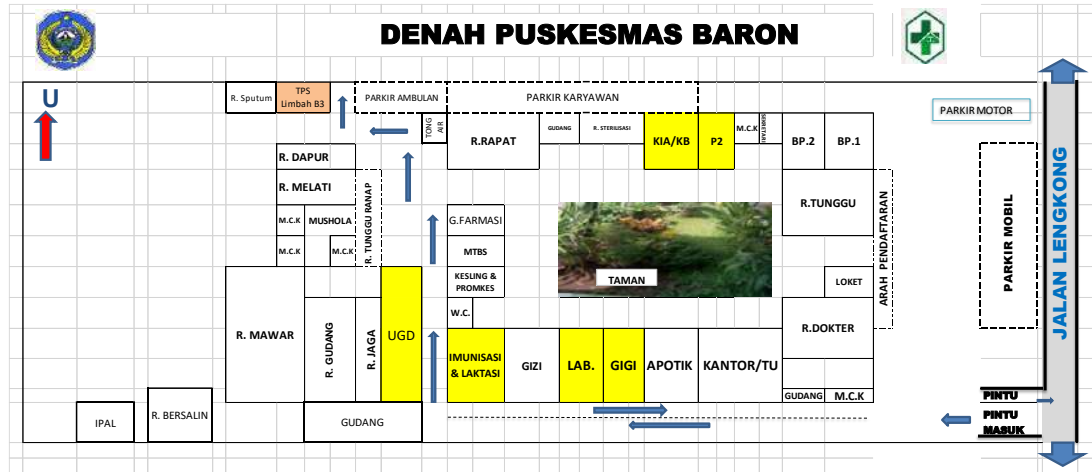 DENAH PUSKESMAS BARON
U
R. Sputum
TPS
Limbah B3
PARKIR AMBULAN
PARKIR KARYAWAN
PARKIR MOTOR
TONG
AIR
R.RAPAT
GUDANG
R. STERILISASI
KIA/KB
P2
M.C.K
BP.2
BP.1
R. DAPUR
R. MELATI
R. TUNGGU RANAP
M.C.K
MUSHOLA
M.C.K
M.C.K
G.FARMASI
MTBS
KESLING &
PROMKES
W.C.
TAMAN
R.TUNGGU
LOKET
ARAH PENDAFTARAN
PARKIR MOBIL
JALAN LENGKONG
R. MAWAR
R. GUDANG
R. JAGA
UGD
IMUNISASI
& LAKTASI
GIZI
LAB.
GIGI
APOTIK
KANTOR/TU
R.DOKTER
GUDANG
M.C.K
IPAL
R. BERSALIN
GUDANG
PINTU
PINTU
MASUK